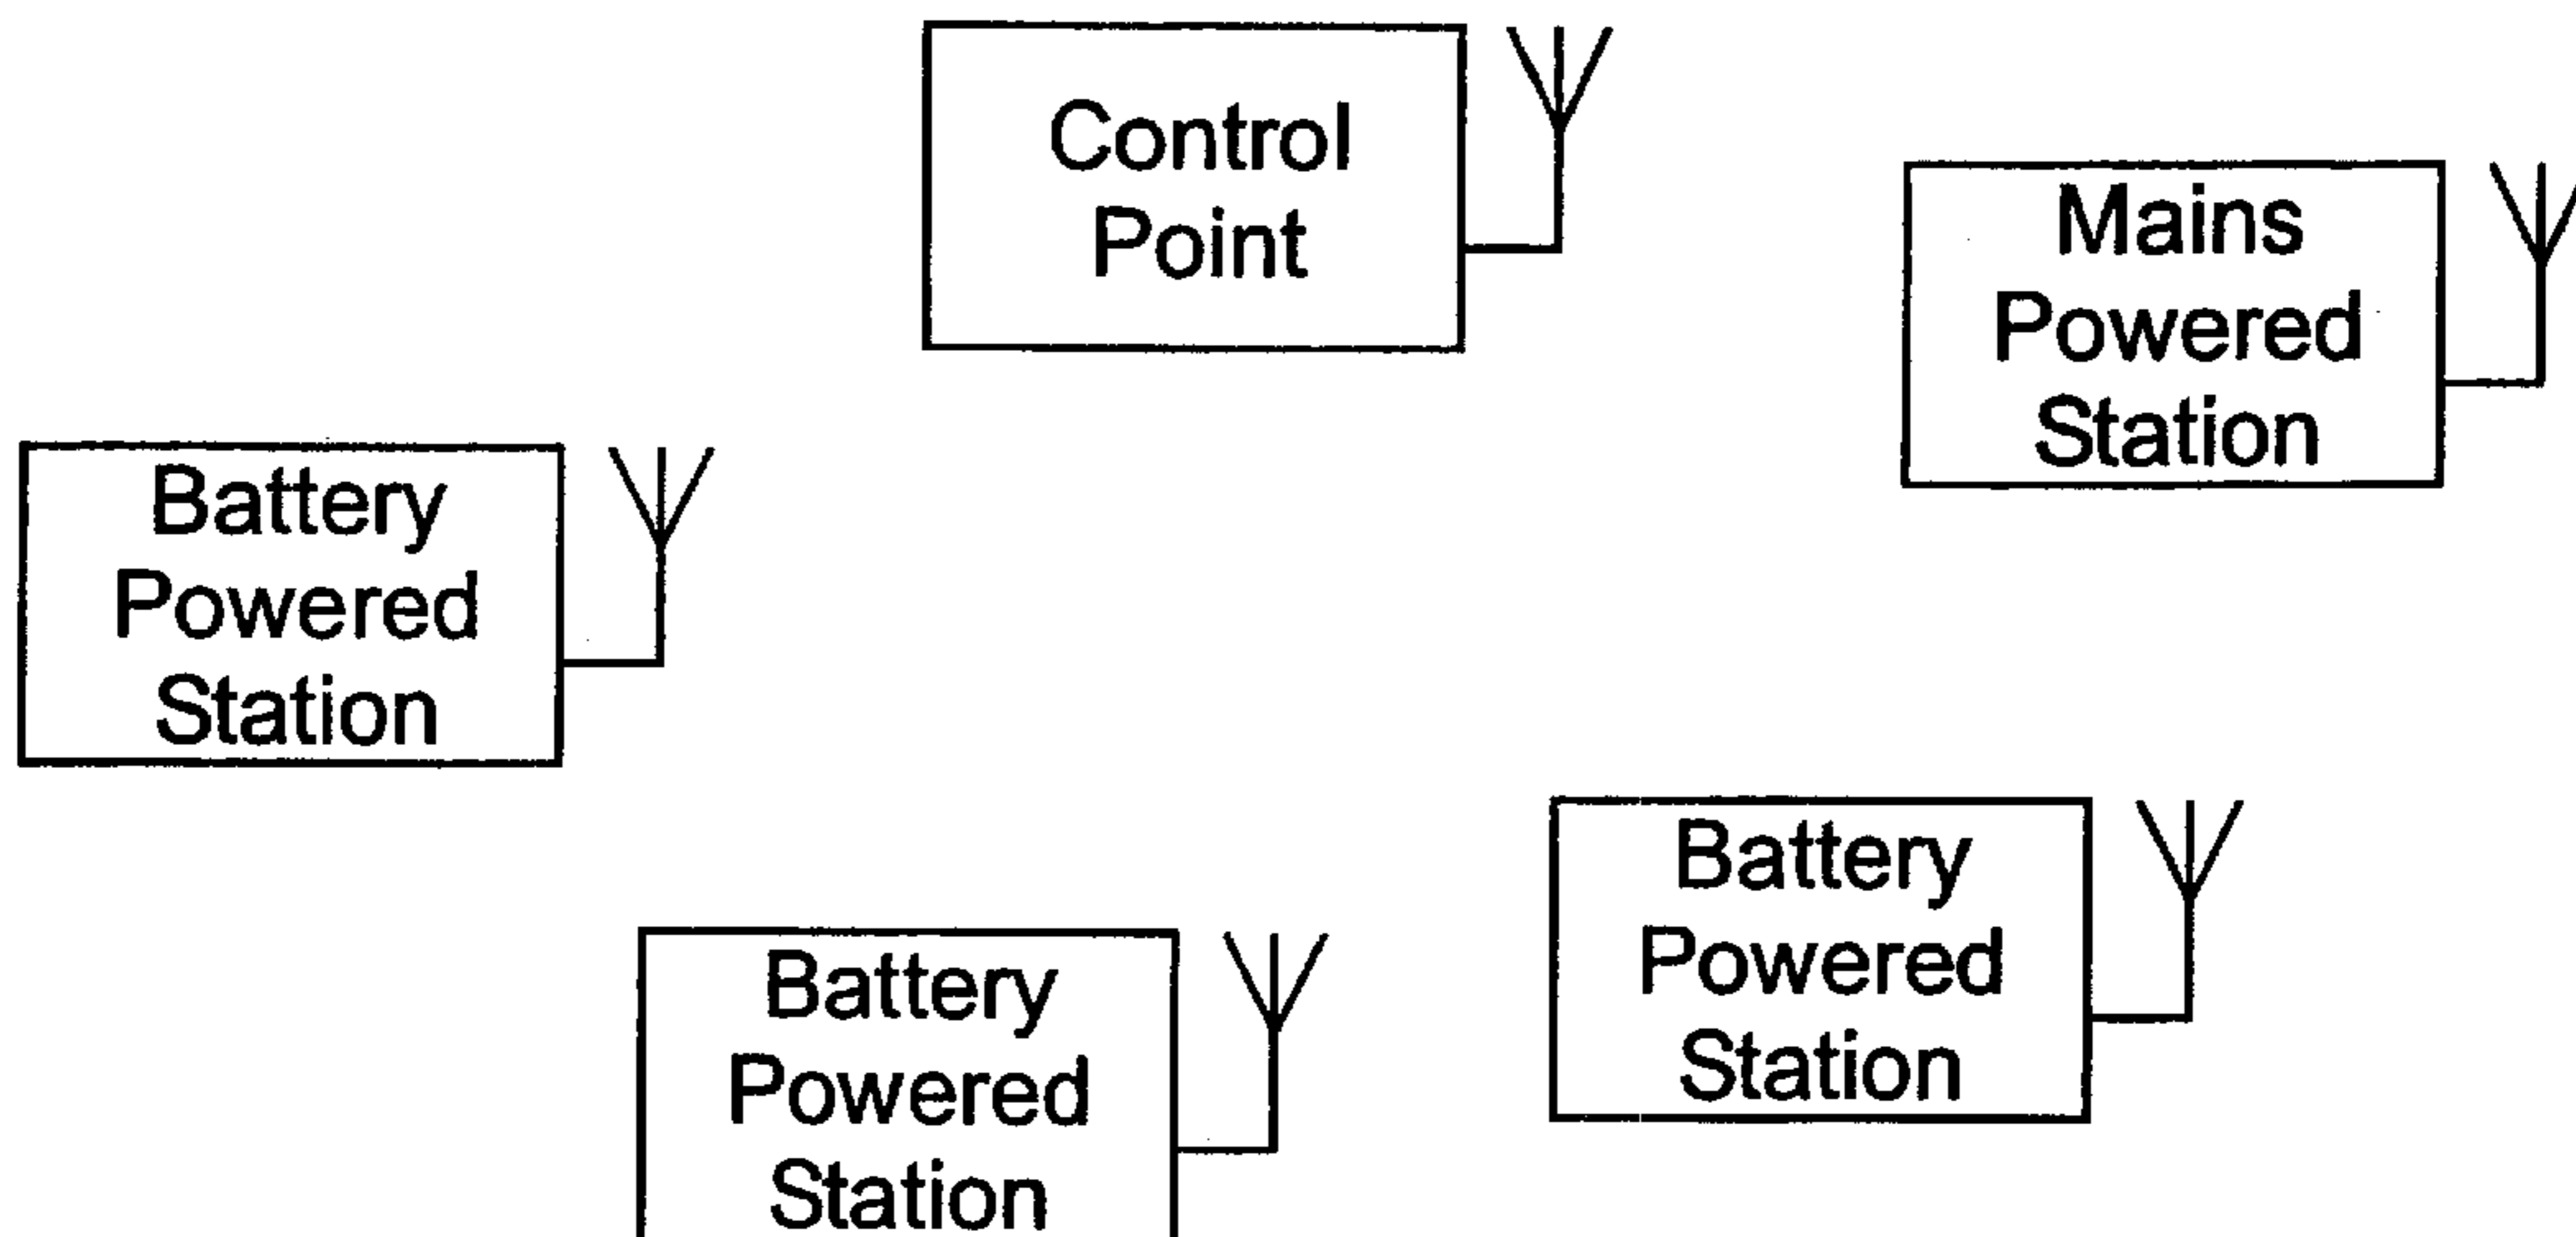 Control
Point
Mains
Powered
Station
Battery
Powered
Station
Battery
Powered
Station
Battery
Powered
Station